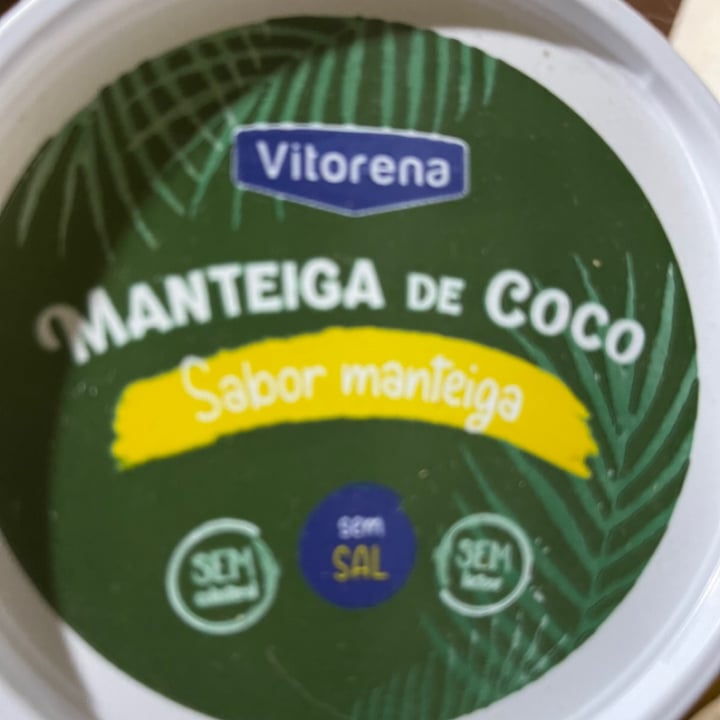 Vitorena
MANTEIGA DE COCO
Sabor manteiga
sem
SAL
SEM
SEM